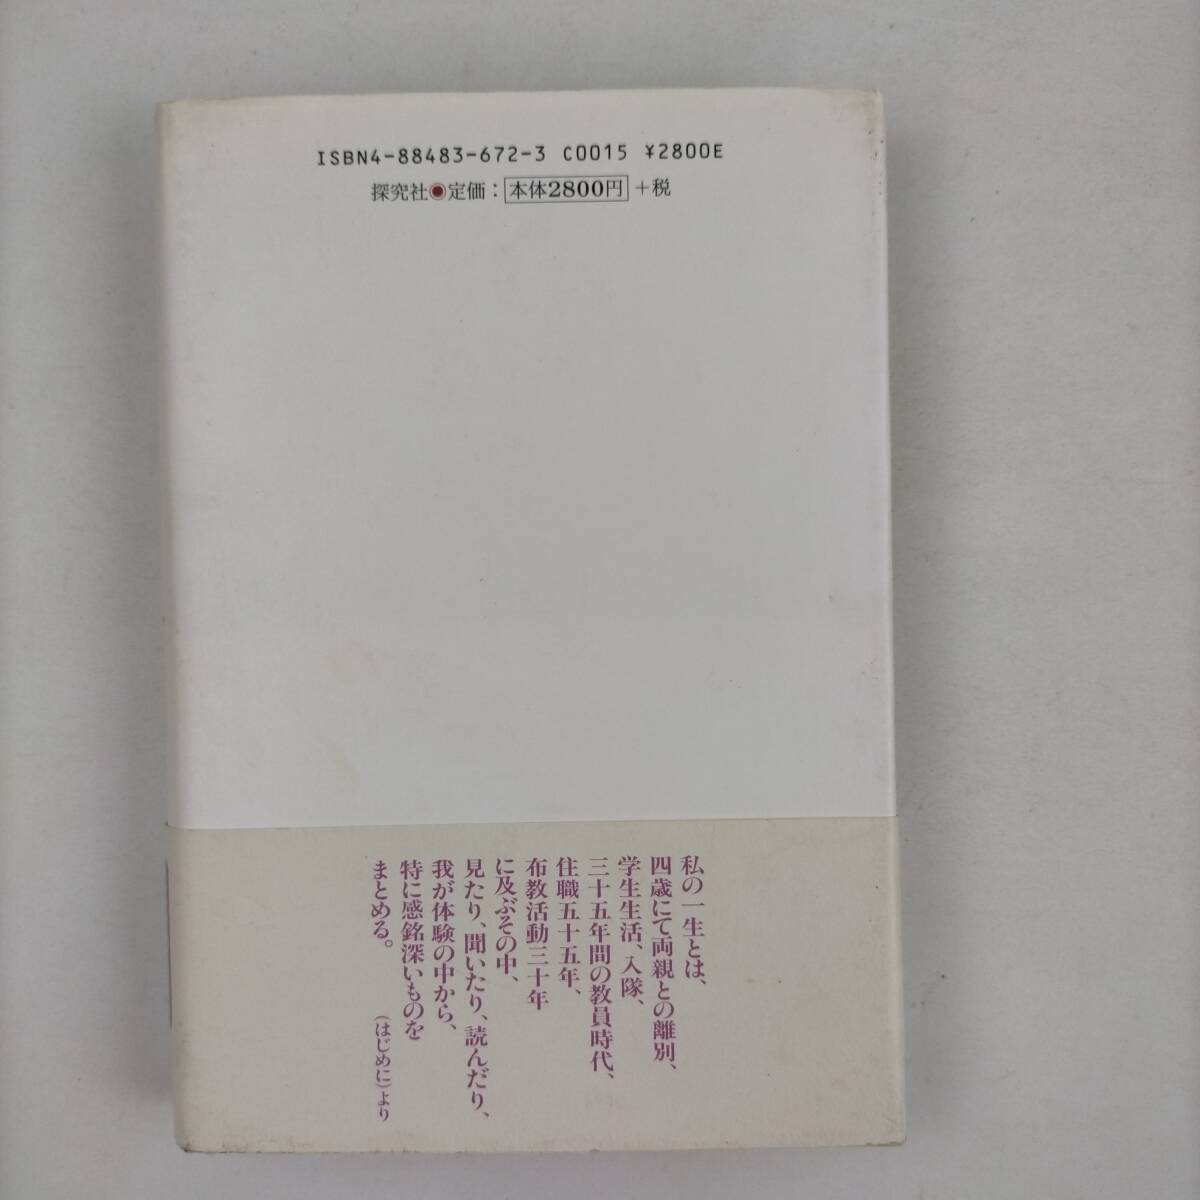 ISBN4-88483-672-3 C0015 ¥2800E
探究社◉定価：本体2800円＋税
私の一生とは、
四歳にて両親との離別、
学生生活、入隊、
三十五年間の教員時代、
住職五十五年、
布教活動三十年
に及ぶその中、
見たり、聞いたり、読んだり、
我が体験の中から、
特に感銘深いものを
まとめる。
（はじめに）より